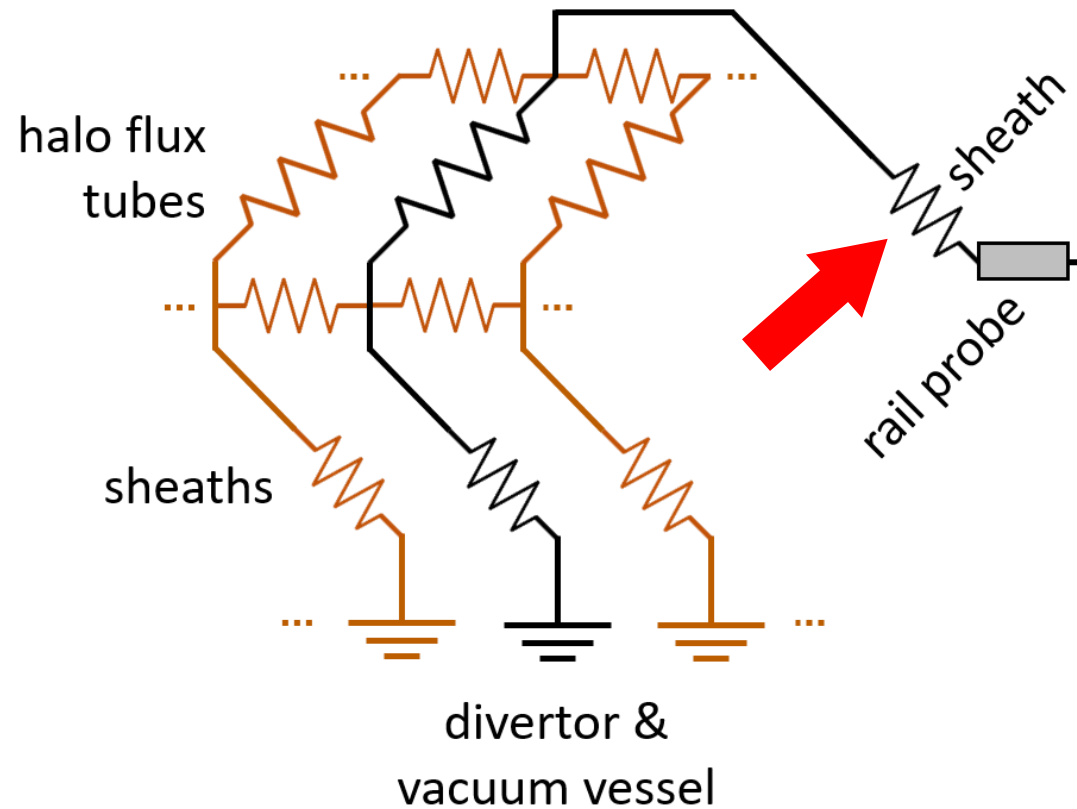 ...
...
halo flux
tubes
sheath
...
...
rail probe
sheaths
...
...
divertor &
vacuum vessel